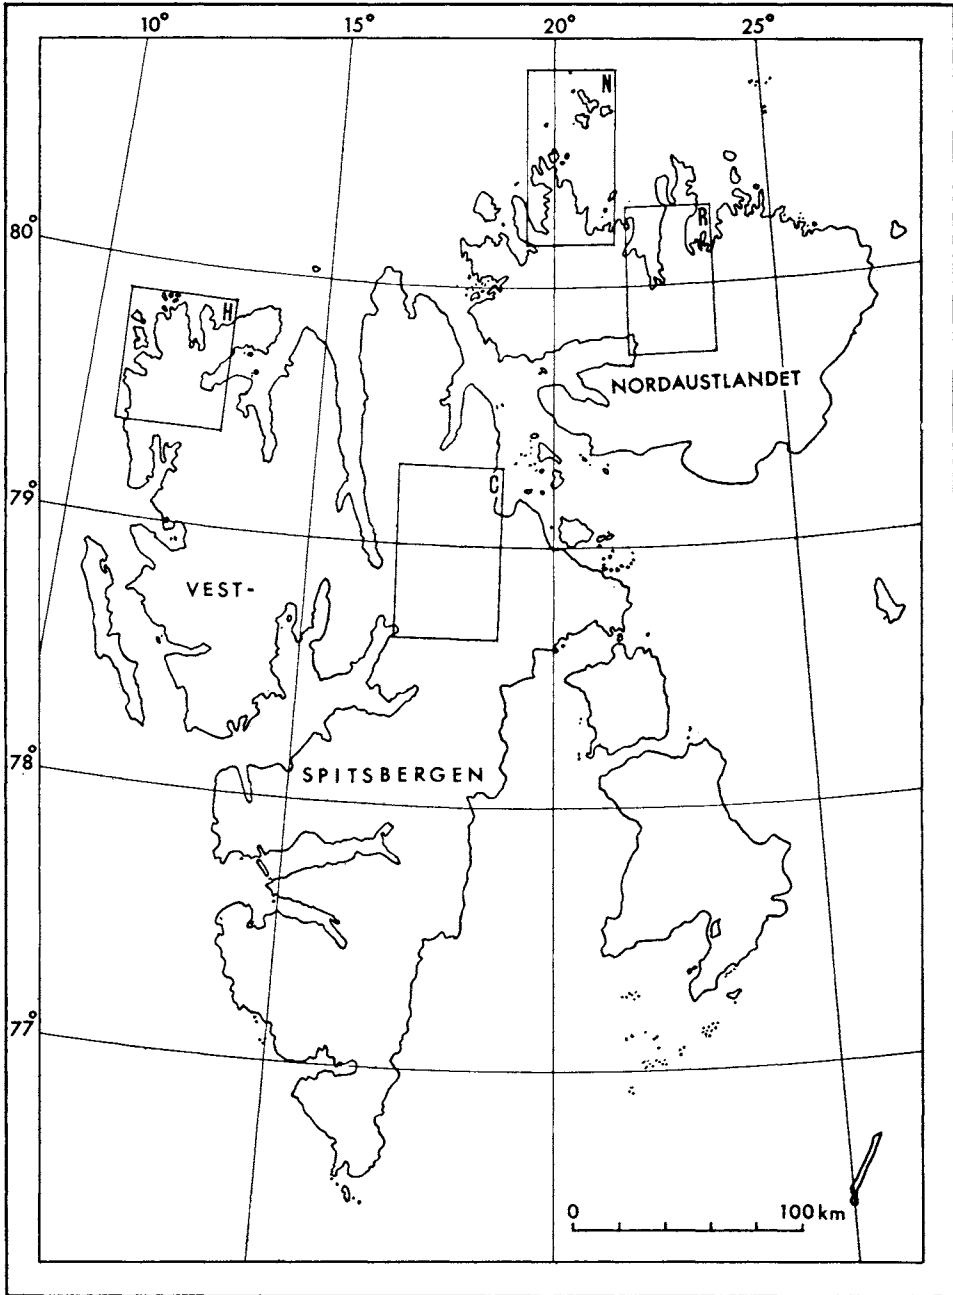 10° 15° 20° 25°
N
80°
R
H
NORDAUSTLANDET
79°
C
VEST-
78°
SPITSBERGEN
77°
0 100 km